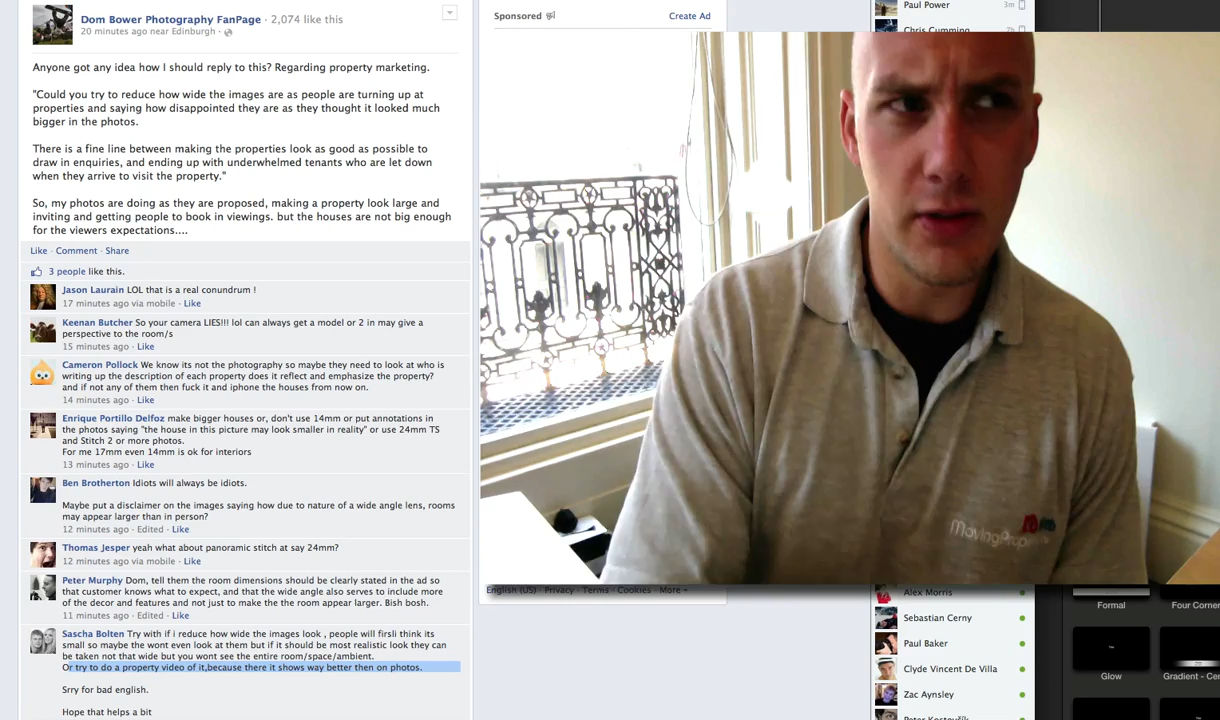 Dom Bower Photography FanPage · 2,074 like this
20 minutes ago near Edinburgh ·
Anyone got any idea how I should reply to this? Regarding property marketing.
"Could you try to reduce how wide the images are as people are turning up at
properties and saying how disappointed they are as they thought it looked much
bigger in the photos.
There is a fine line between making the properties look as good as possible to
draw in enquiries, and ending up with underwhelmed tenants who are let down
when they arrive to visit the property."
So, my photos are doing as they are proposed, making a property look large and
inviting and getting people to book in viewings. but the houses are not big enough
for the viewers expectations....
Like · Comment · Share
3 people like this.
Jason Laurain LOL that is a real conundrum !
17 minutes ago via mobile · Like
Keenan Butcher So your camera LIES!!! lol can always get a model or 2 in may give a
perspective to the room/s
15 minutes ago · Like
Cameron Pollock We know its not the photography so maybe they need to look at who is
writing up the description of each property does it reflect and emphasize the property?
and if not any of them then fuck it and iphone the houses from now on.
14 minutes ago · Like
Enrique Portillo Delfoz make bigger houses or, don't use 14mm or put annotations in
the photos saying "the house in this picture may look smaller in reality" or use 24mm TS
and Stitch 2 or more photos.
For me 17mm even 14mm is ok for interiors
13 minutes ago · Like
Ben Brotherton Idiots will always be idiots.
Maybe put a disclaimer on the images saying how due to nature of a wide angle lens, rooms
may appear larger than in person?
12 minutes ago · Edited · Like
Thomas Jesper yeah what about panoramic stitch at say 24mm?
12 minutes ago via mobile · Like
Peter Murphy Dom, tell them the room dimensions should be clearly stated in the ad so
that customer knows what to expect, and that the wide angle also serves to include more
of the decor and features and not just to make the the room appear larger. Bish bosh.
11 minutes ago · Edited · Like
Sascha Bolten Try with if i reduce how wide the images look , people will firsli think its
small so maybe the wont even look at them but if it should be most realistic look they can
be taken not that wide but you wont see the entire room/space/ambient.
Or try to do a property video of it,because there it shows way better then on photos.
Srry for bad english.
Hope that helps a bit
Sponsored
Create Ad
English (US) · Privacy · Terms · Cookies · More
Paul Power 3m
Chris Cumming 7h
Alex Morris
Sebastian Cerny
Paul Baker
Clyde Vincent De Villa
Zac Aynsley
Peter Kostovčík
Formal
Four Corner
Glow
Gradient - Cen